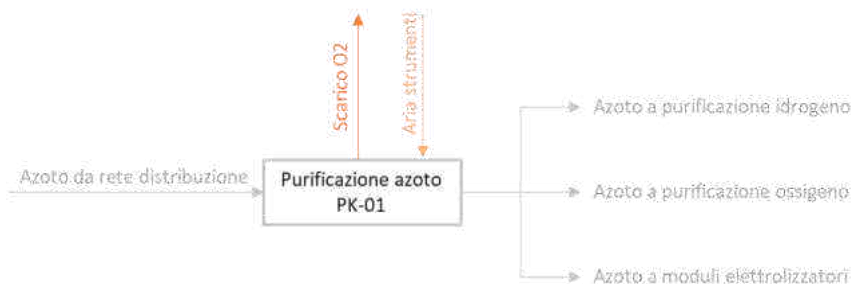 Scarico O2
Aria strumenti
Azoto a purificazione idrogeno
Azoto da rete distribuzione
Purificazione azoto
PK-01
Azoto a purificazione ossigeno
Azoto a moduli elettrolizzatori